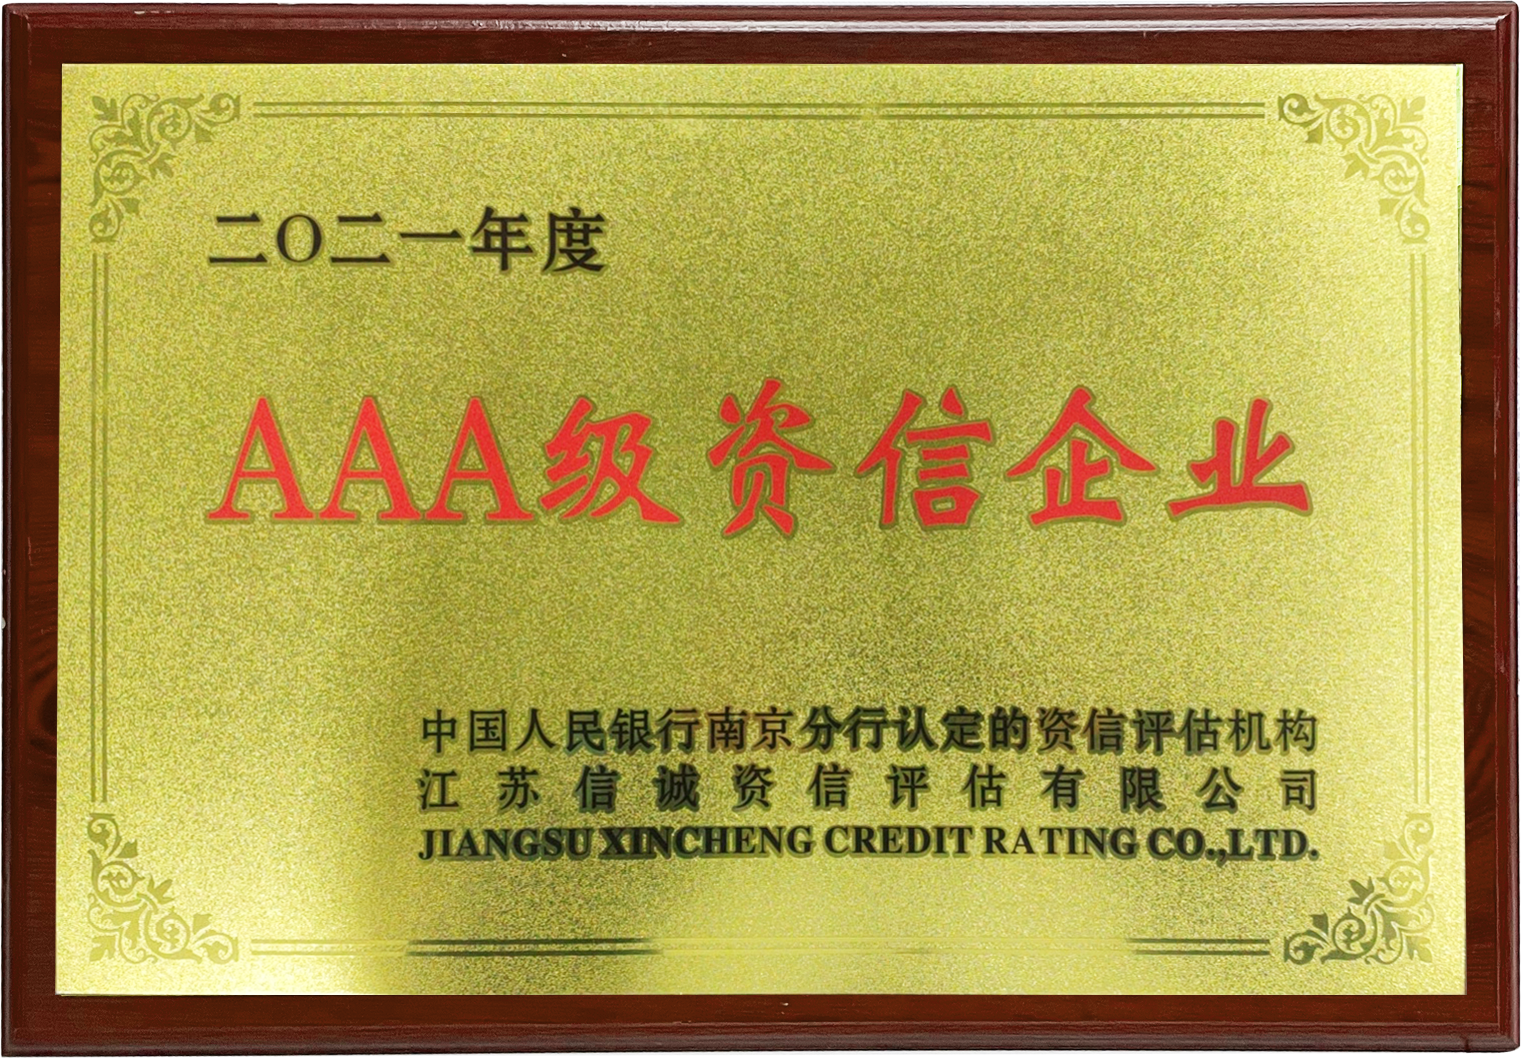 二〇二一年度
AAA级资信企业
中国人民银行南京分行认定的资信评估机构
江苏信诚资信评估有限公司
JIANGSU XINCHENG CREDIT RATING CO.,LTD.